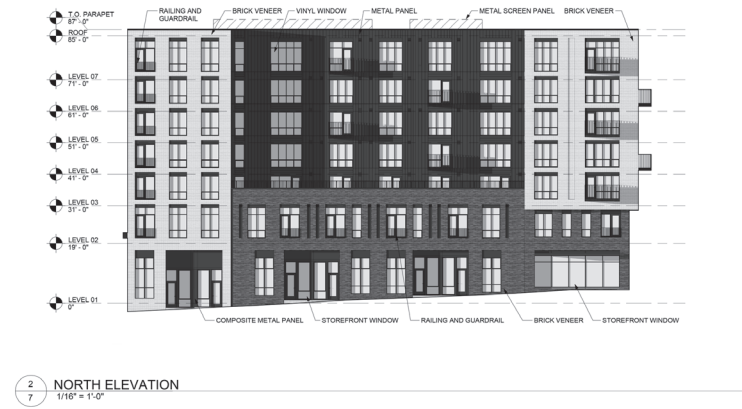 T.O. PARAPET
87' - 0"
RAILING AND
GUARDRAIL
BRICK VENEER
VINYL WINDOW
METAL PANEL
METAL SCREEN PANEL
BRICK VENEER
ROOF
85' - 0"
LEVEL 07
71' - 0"
LEVEL 06
61' - 0"
LEVEL 05
51' - 0"
LEVEL 04
41' - 0"
LEVEL 03
31' - 0"
LEVEL 02
19' - 0"
LEVEL 01
0"
COMPOSITE METAL PANEL
STOREFRONT WINDOW
RAILING AND GUARDRAIL
BRICK VENEER
STOREFRONT WINDOW
2
7
NORTH ELEVATION
1/16" = 1'-0"